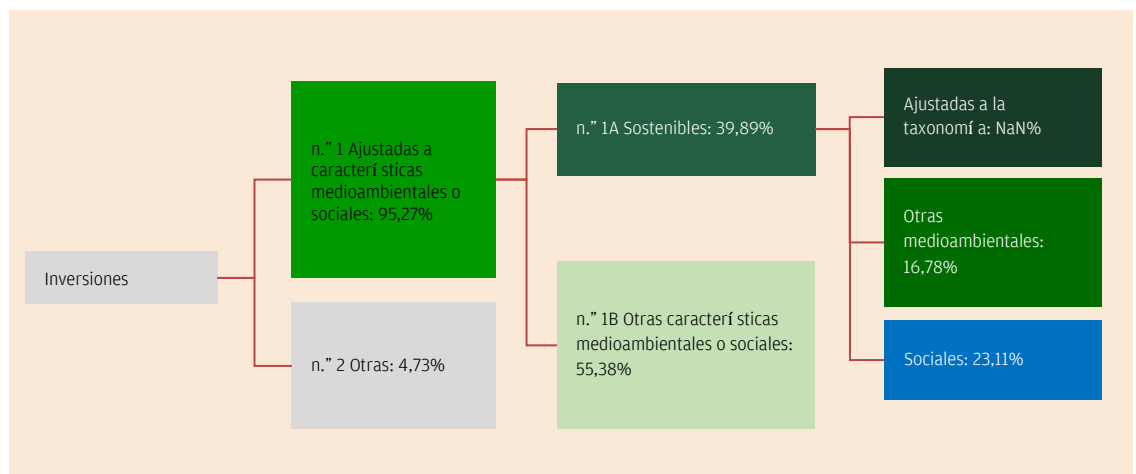 Inversiones
n.” 1 Ajustadas a
caracterí sticas
medioambientales o
sociales: 95,27%
n.” 2 Otras: 4,73%
n.” 1A Sostenibles: 39,89%
n.” 1B Otras caracterí sticas
medioambientales o sociales:
55,38%
Ajustadas a la
taxonomí a: NaN%
Otras
medioambientales:
16,78%
Sociales: 23,11%